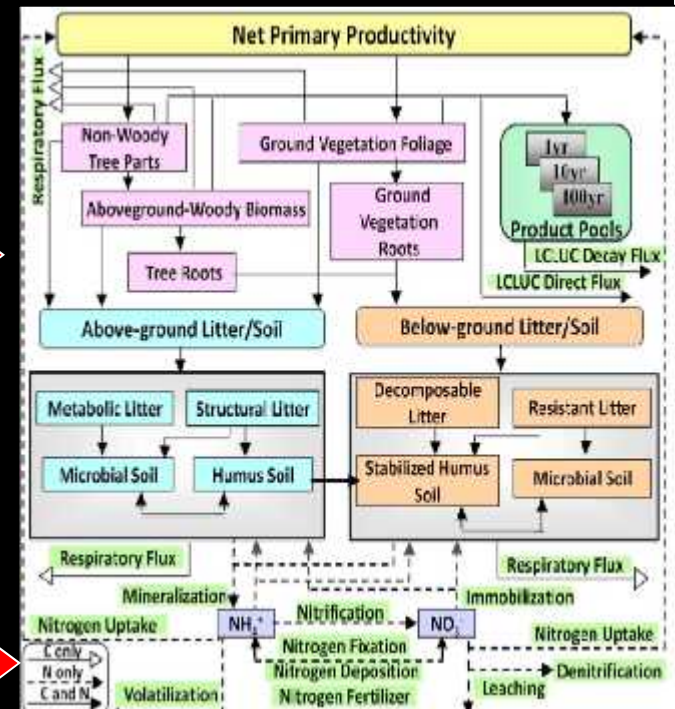 Net Primary Productivity
Respiratory Flux
Non-Woody
Tree Parts
Ground Vegetation Foliage
1yr
10yr
100yr
Product Pools
Aboveground-Woody Biomass
Ground
Vegetation
Roots
Tree Roots
LCLUC Decay Flux
LCLUC Direct Flux
Above-ground Litter/Soil
Below-ground Litter/Soil
Metabolic Litter
Structural Litter
Microbial Soil
Humus Soil
Decomposable
Litter
Resistant Litter
Stabilized Humus
Soil
Microbial Soil
Respiratory Flux
Respiratory Flux
Mineralization
Immobilization
Nitrogen Uptake
NH₄⁺
Nitrification
NO₃⁻
Nitrogen Uptake
Nitrogen Fixation
Nitrogen Deposition
Nitrogen Fertilizer
Denitrification
Leaching
Volatilization
C only
N only
C and N